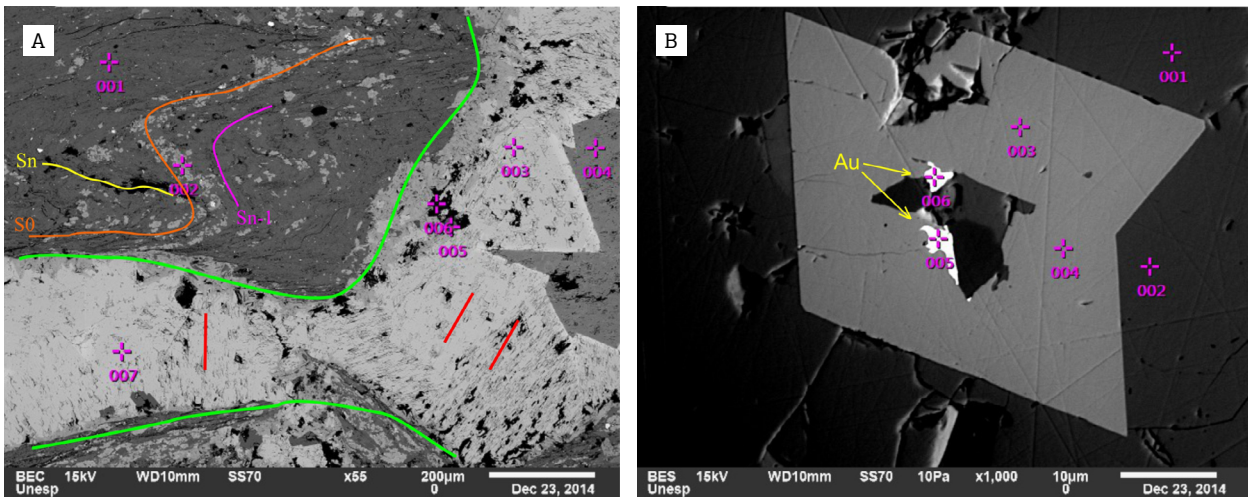 A
001
Sn
002
003
004
Sn-1
S0
006
005
007
BEC 15kV WD10mm SS70 x55 200µm
Unesp 0 Dec 23, 2014
B
001
003
Au
006
005
004
002
BES 15kV WD10mm SS70 10Pa x1,000 10µm
Unesp 0 Dec 23, 2014